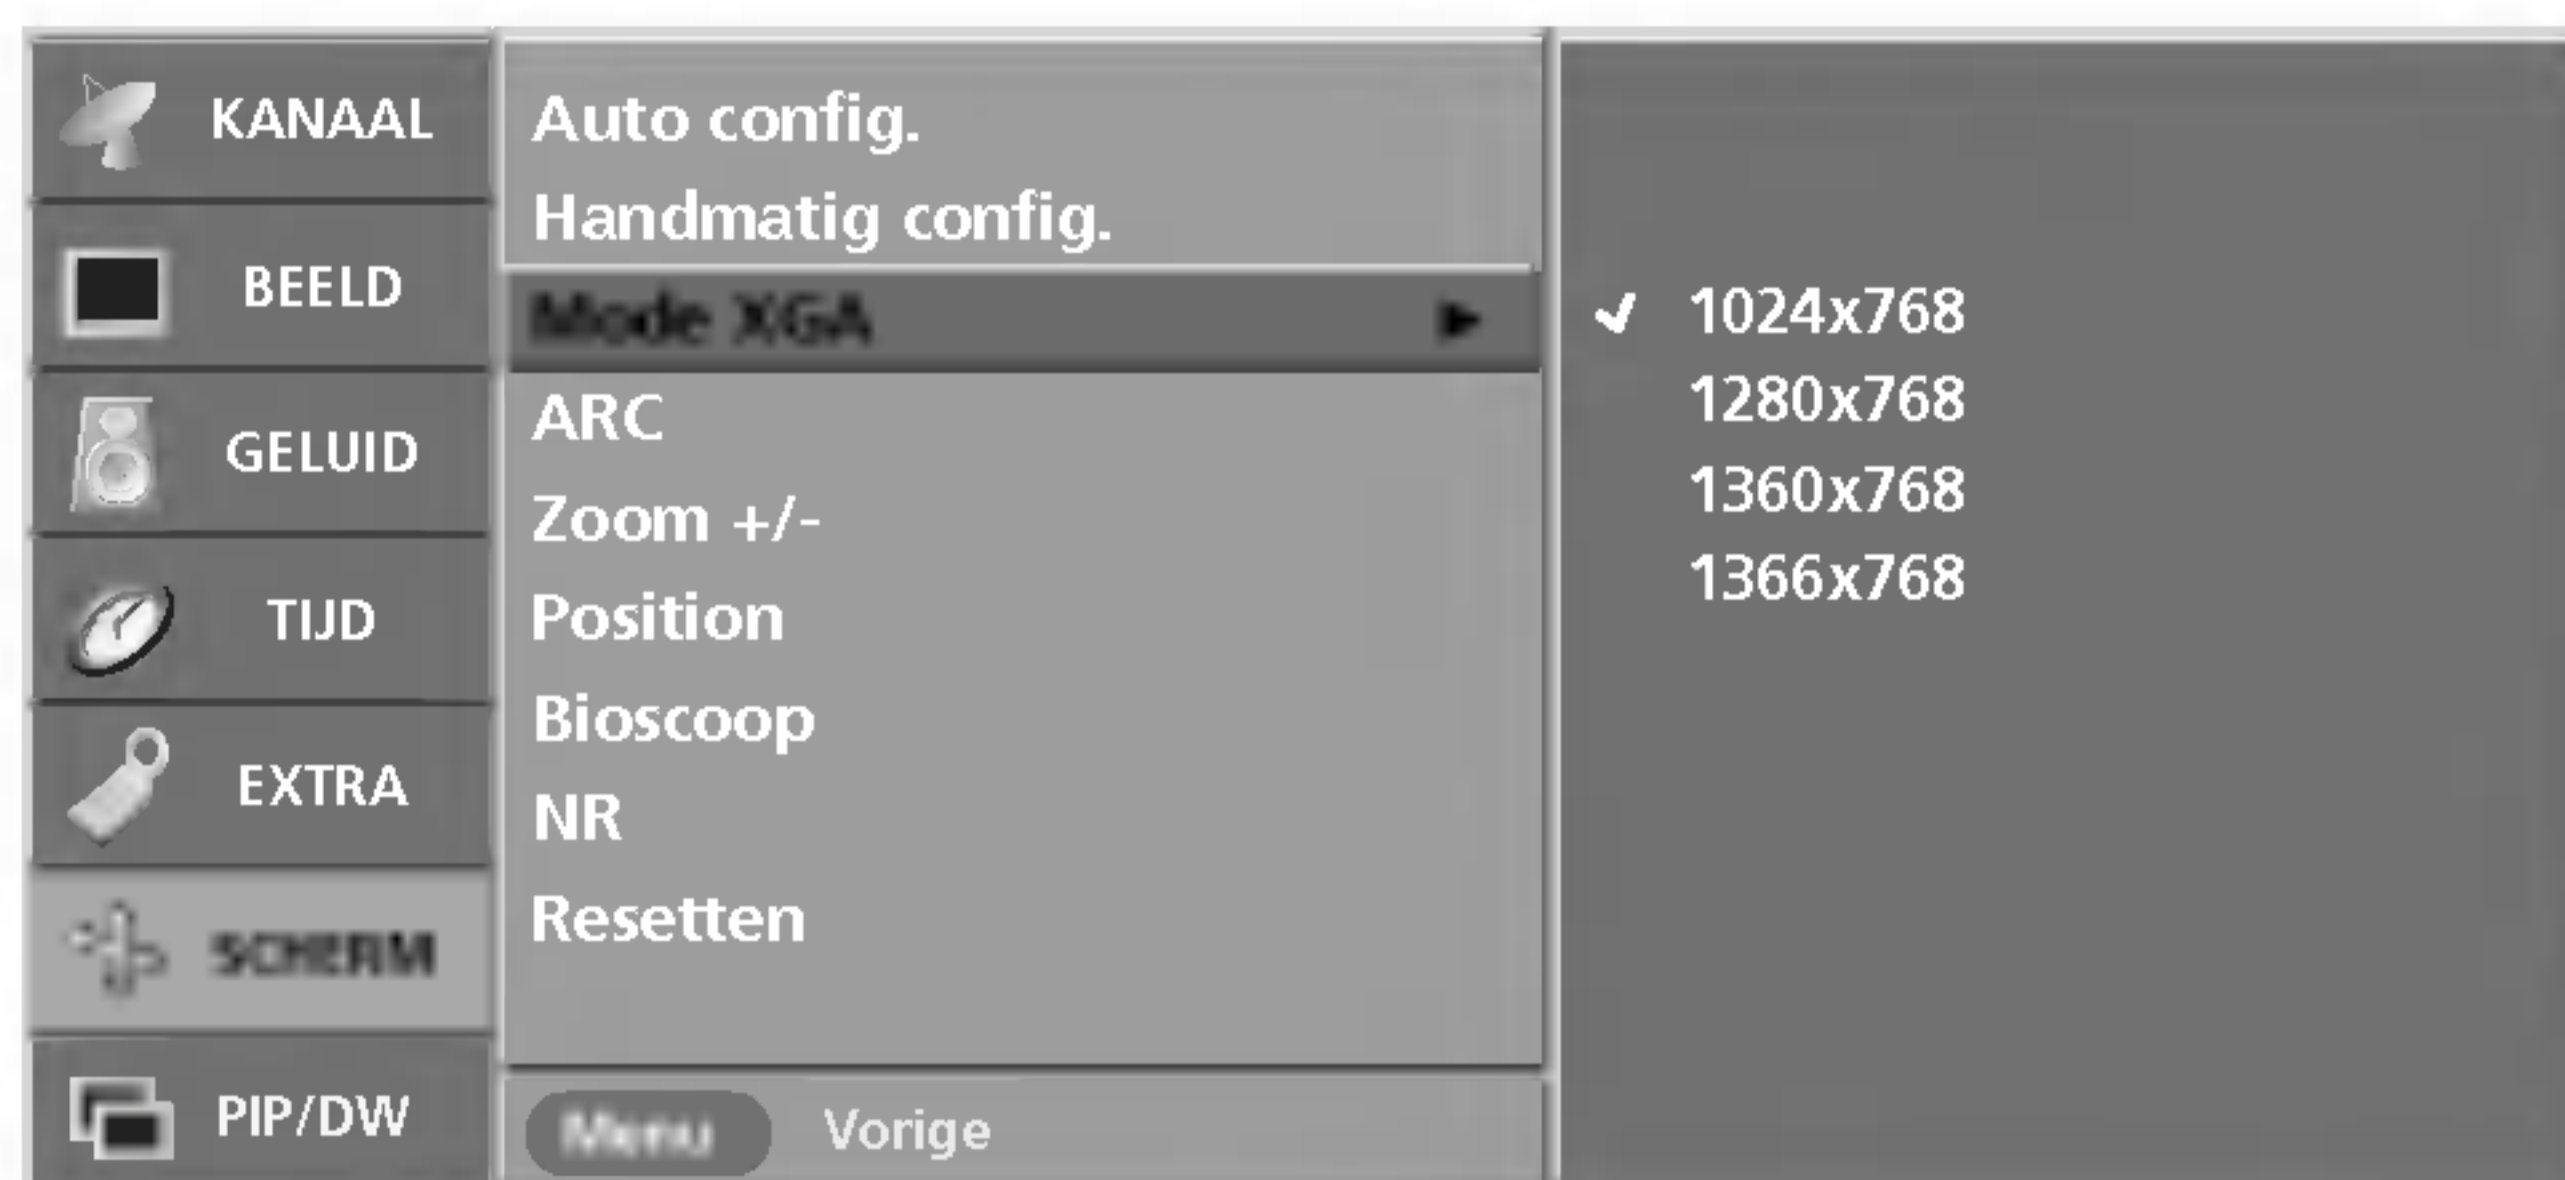 KANAAL
BEELD
GELUID
TIJD
EXTRA
SCHERM
PIP/DW
Auto config.
Handmatig config.
Mode XGA
ARC
Zoom +/-
Position
Bioscoop
NR
Resetten
Menu Vorige
1024x768
1280x768
1360x768
1366x768